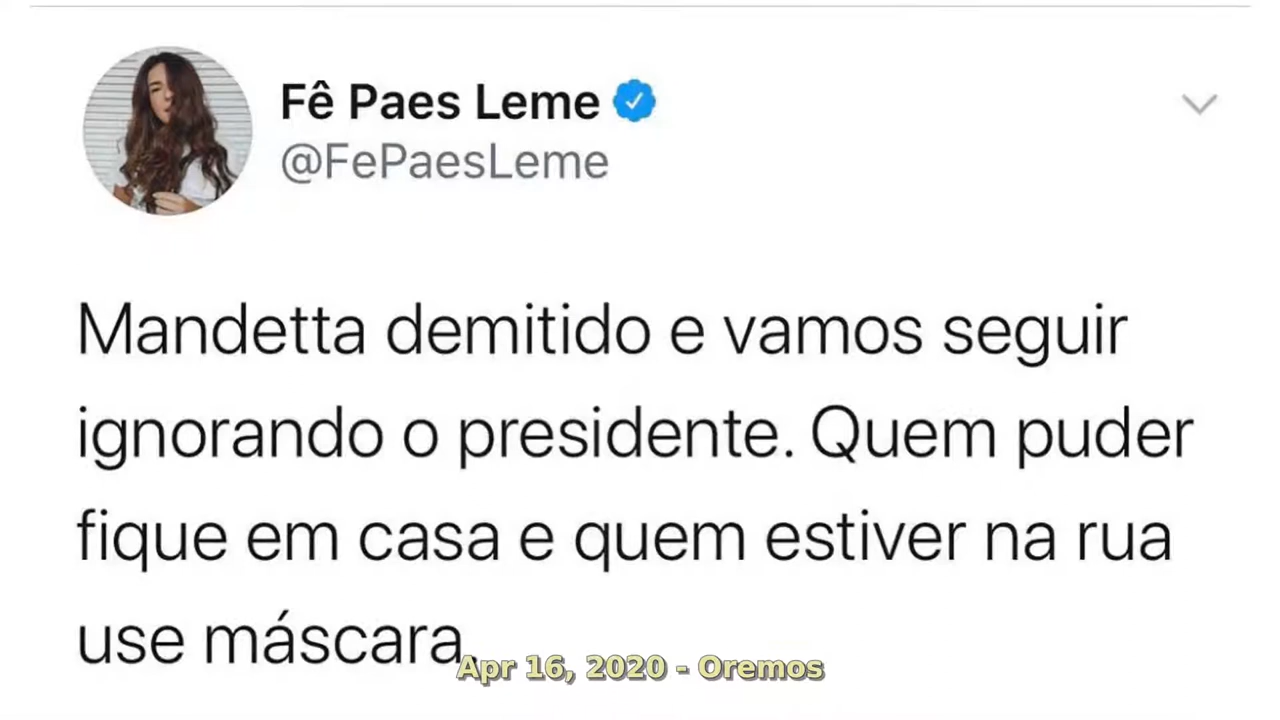 Fê Paes Leme
@FePaesLeme
Mandetta demitido e vamos seguir
ignorando o presidente. Quem puder
fique em casa e quem estiver na rua
use máscara.
Apr 16, 2020 - Oremos